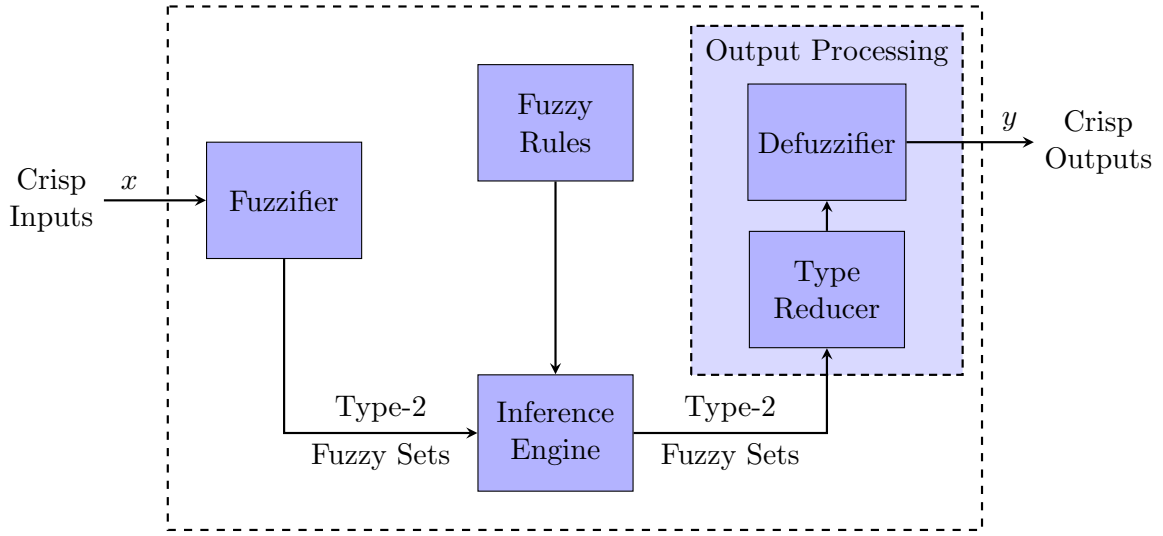 Output Processing
Fuzzy
Rules
Defuzzifier
y
Crisp
Outputs
Crisp
Inputs
x
Fuzzifier
Type
Reducer
Type-2
Fuzzy Sets
Inference
Engine
Type-2
Fuzzy Sets